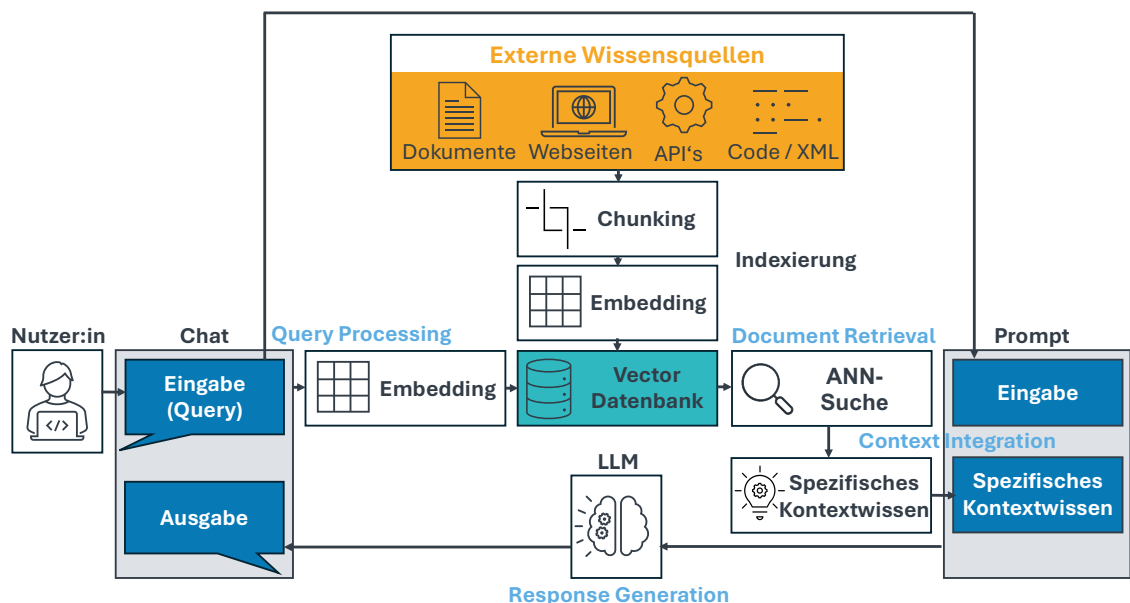 Externe Wissensquellen
Dokumente
Webseiten
API‘s
Code / XML
Chunking
Indexierung
Embedding
Nutzer:in
Chat
Query Processing
Document Retrieval
Prompt
</>
Eingabe
(Query)
Embedding
Vector
Datenbank
ANN-
Suche
Eingabe
Context Integration
LLM
Spezifisches
Kontextwissen
Spezifisches
Kontextwissen
Ausgabe
Response Generation